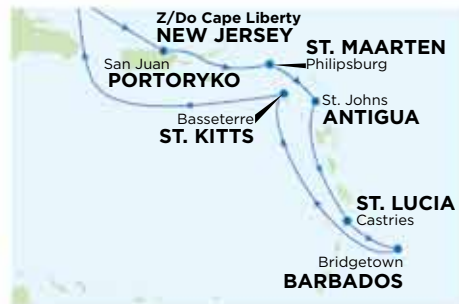 Z/Do Cape Liberty
NEW JERSEY
San Juan
PORTORYKO
ST. MAARTEN
Philipsburg
St. Johns
ANTIGUA
Basseterre
ST. KITTS
ST. LUCIA
Castries
Bridgetown
BARBADOS